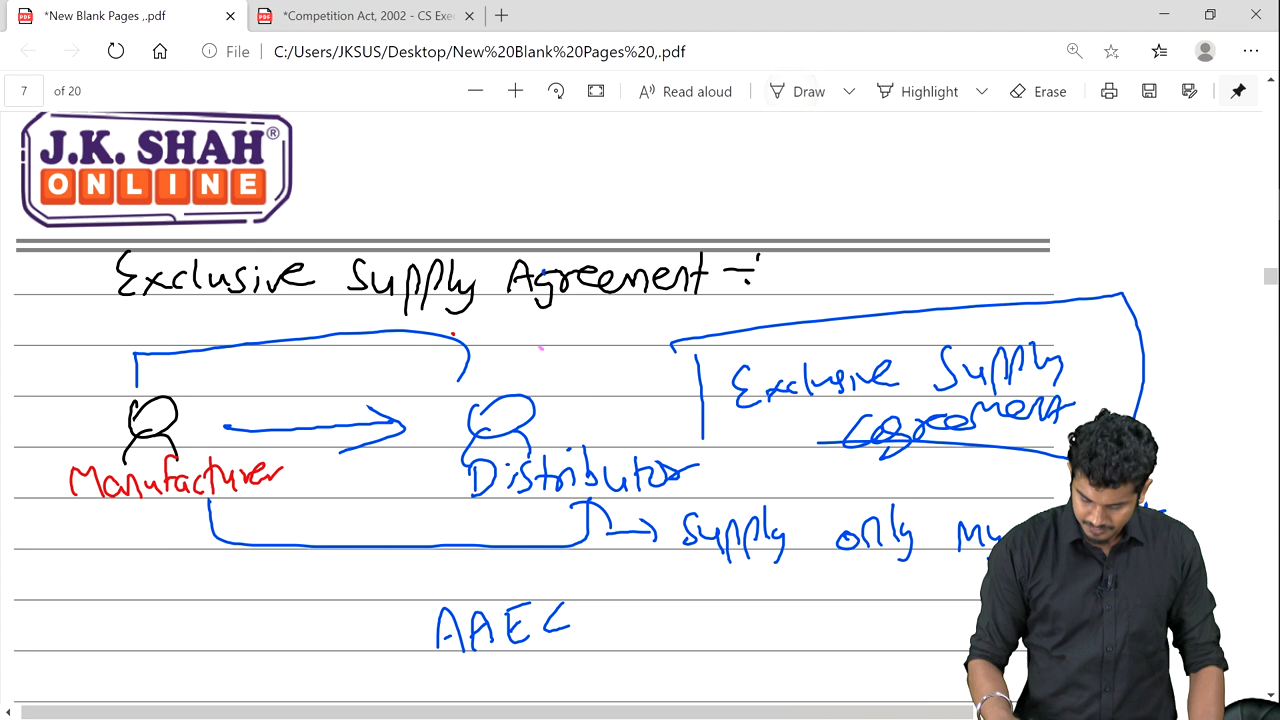 *New Blank Pages ,.pdf
*Competition Act, 2002 - CS Exe
File C:/Users/JKSUS/Desktop/New%20Blank%20Pages%20,.pdf
7 of 20
Read aloud Draw Highlight Erase
J.K. SHAH®
ONLINE
Exclusive Supply Agreement ÷
Exclusive Supply
agreement
Manufacturer Distributor
Supply only my
AAEC